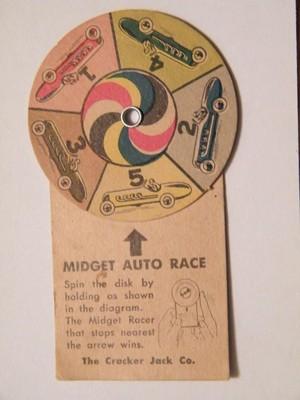 4
1
2
3
5
MIDGET AUTO RACE
Spin the disk by
holding as shown
in the diagram.
The Midget Racer
that stops nearest
the arrow wins.
The Cracker Jack Co.